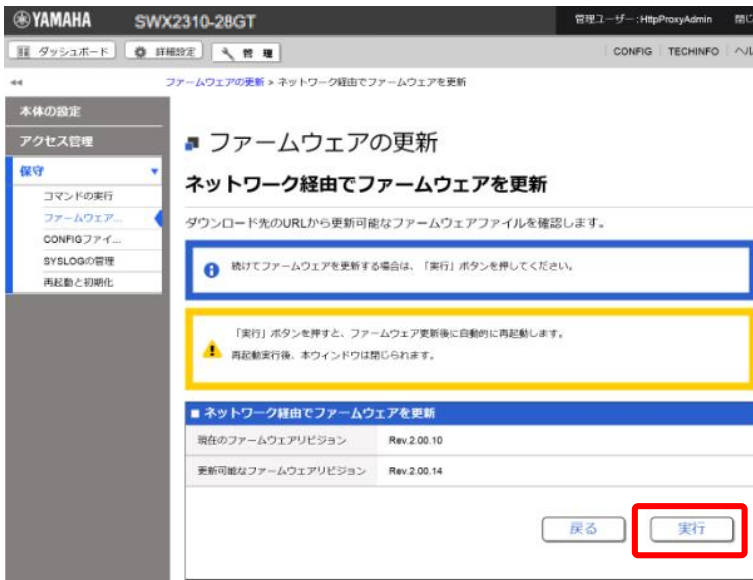 YAMAHA SWX2310-28GT 管理ユーザー:HttpProxyAdmin
ダッシュボード 詳細設定 管理 CONFIG TECHINFO
ファームウェアの更新 > ネットワーク経由でファームウェアを更新
本体の設定
アクセス管理
保守
コマンドの実行
ファームウェア...
CONFIGファイ...
SYSLOGの管理
再起動と初期化
ファームウェアの更新
ネットワーク経由でファームウェアを更新
ダウンロード先のURLから更新可能なファームウェアファイルを確認します。
続けてファームウェアを更新する場合は、「実行」ボタンを押してください。
「実行」ボタンを押すと、ファームウェア更新後に自動的に再起動します。
再起動実行後、本ウィンドウは閉じられます。
■ ネットワーク経由でファームウェアを更新
現在のファームウェアリビジョン Rev.2.00.10
更新可能なファームウェアリビジョン Rev.2.00.14
戻る 実行